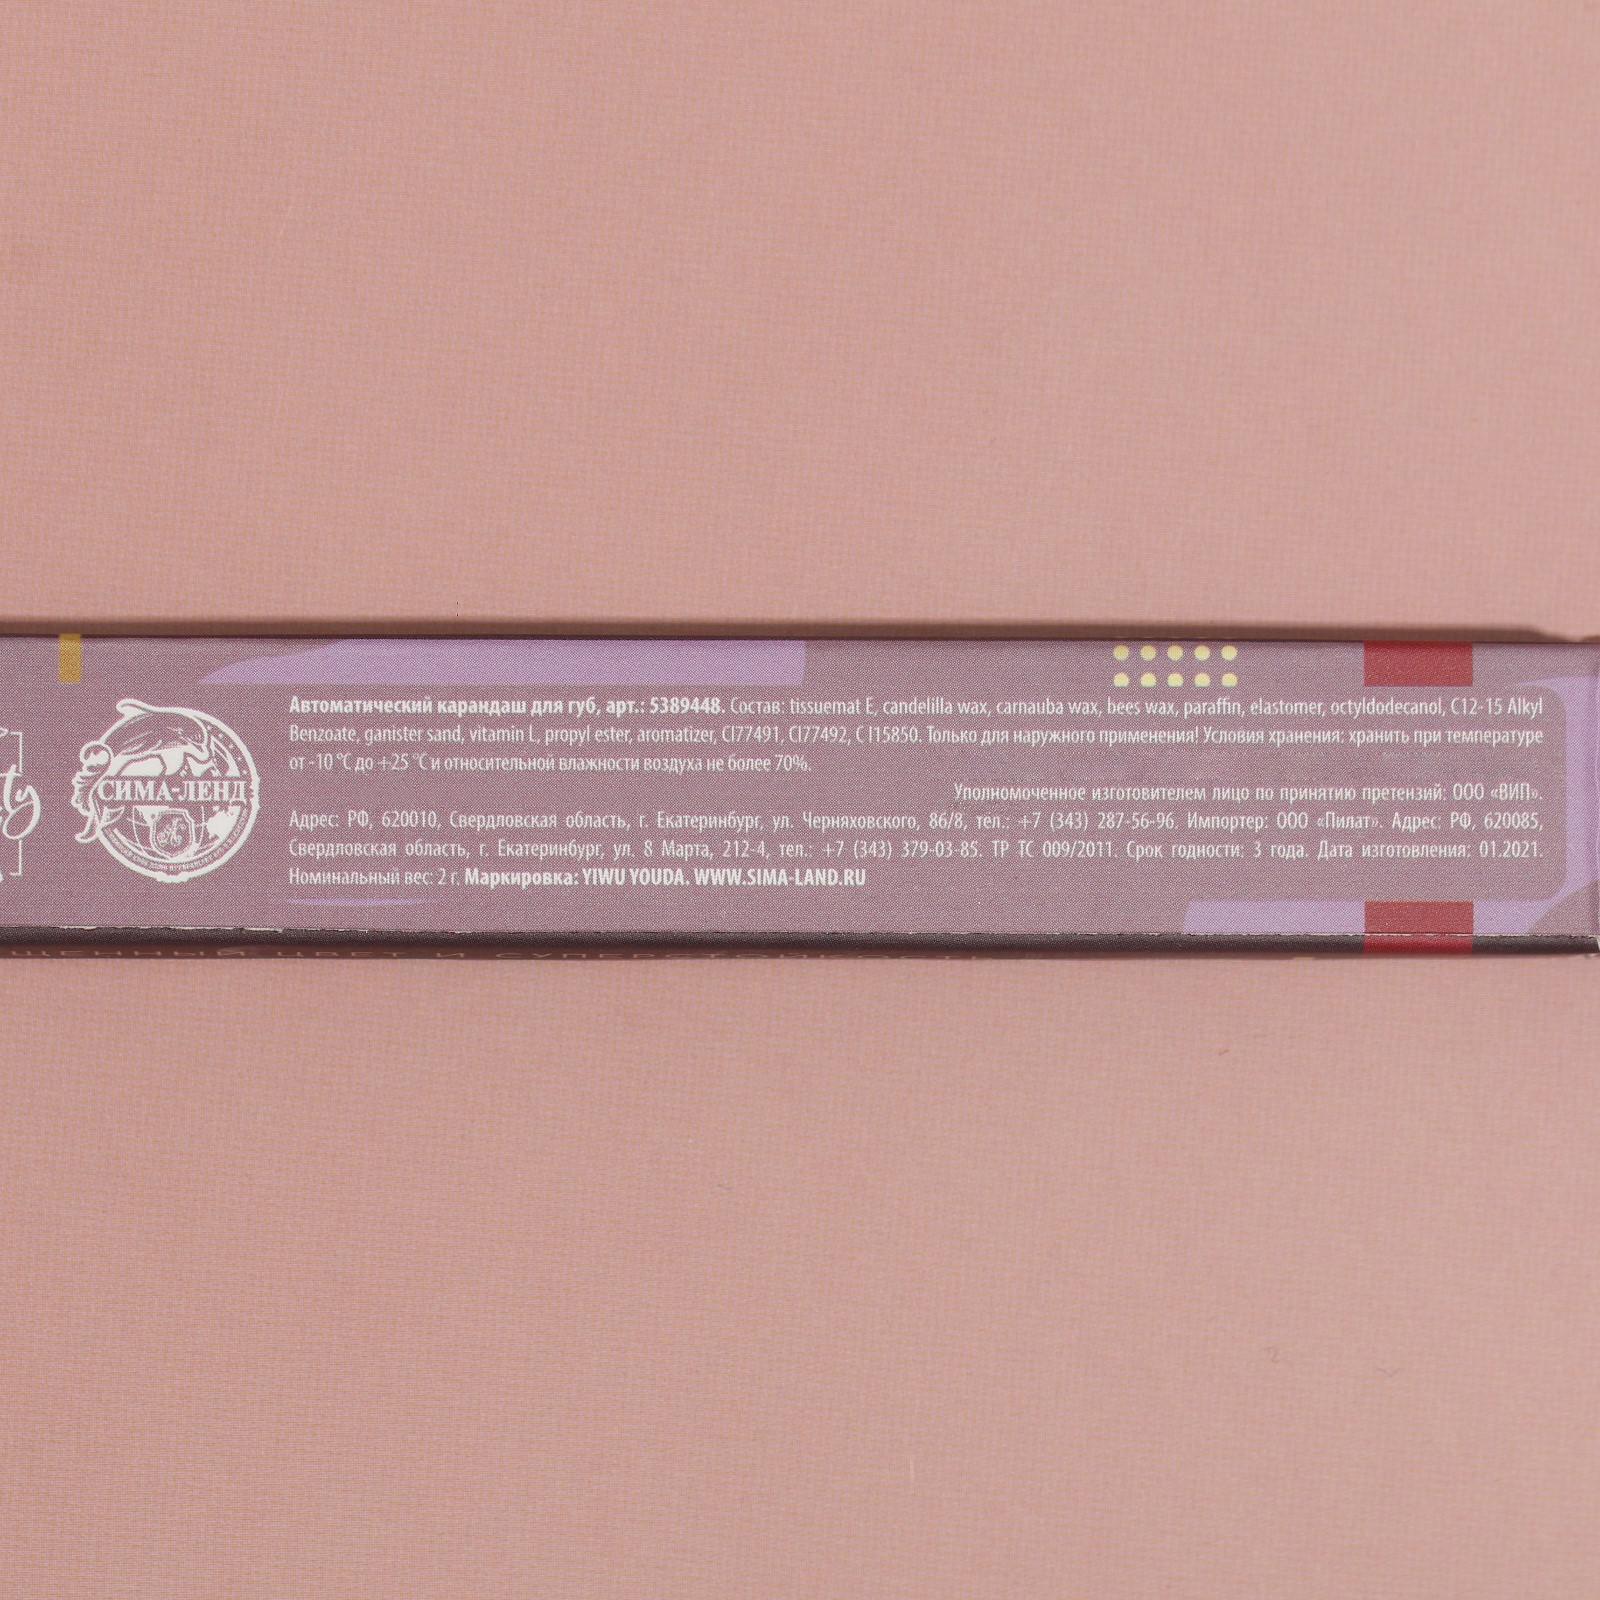 СИМА-ЛЕНД
Автоматический карандаш для губ, арт.: 5389448. Состав: tissuemat E, candelilla wax, carnauba wax, bees wax, paraffin, elastomer, octyldodecanol, C12-15 Alkyl
Benzoate, ganister sand, vitamin L, propyl ester, aromatizer, CI77491, CI77492, C I15850. Только для наружного применения! Условия хранения: хранить при температуре
от -10 °С до +25 °С и относительной влажности воздуха не более 70%.
Уполномоченное изготовителем лицо по принятию претензий: ООО «ВИП».
Адрес: РФ, 620010, Свердловская область, г. Екатеринбург, ул. Черняховского, 86/8, тел.: +7 (343) 287-56-96. Импортер: ООО «Пилат». Адрес: РФ, 620085,
Свердловская область, г. Екатеринбург, ул. 8 Марта, 212-4, тел.: +7 (343) 379-03-85. ТР ТС 009/2011. Срок годности: 3 года. Дата изготовления: 01.2021.
Номинальный вес: 2 г. Маркировка: YIWU YOUDA. WWW.SIMA-LAND.RU
ЦВЕТ И СУПЕРСТОЙКОСТЬ